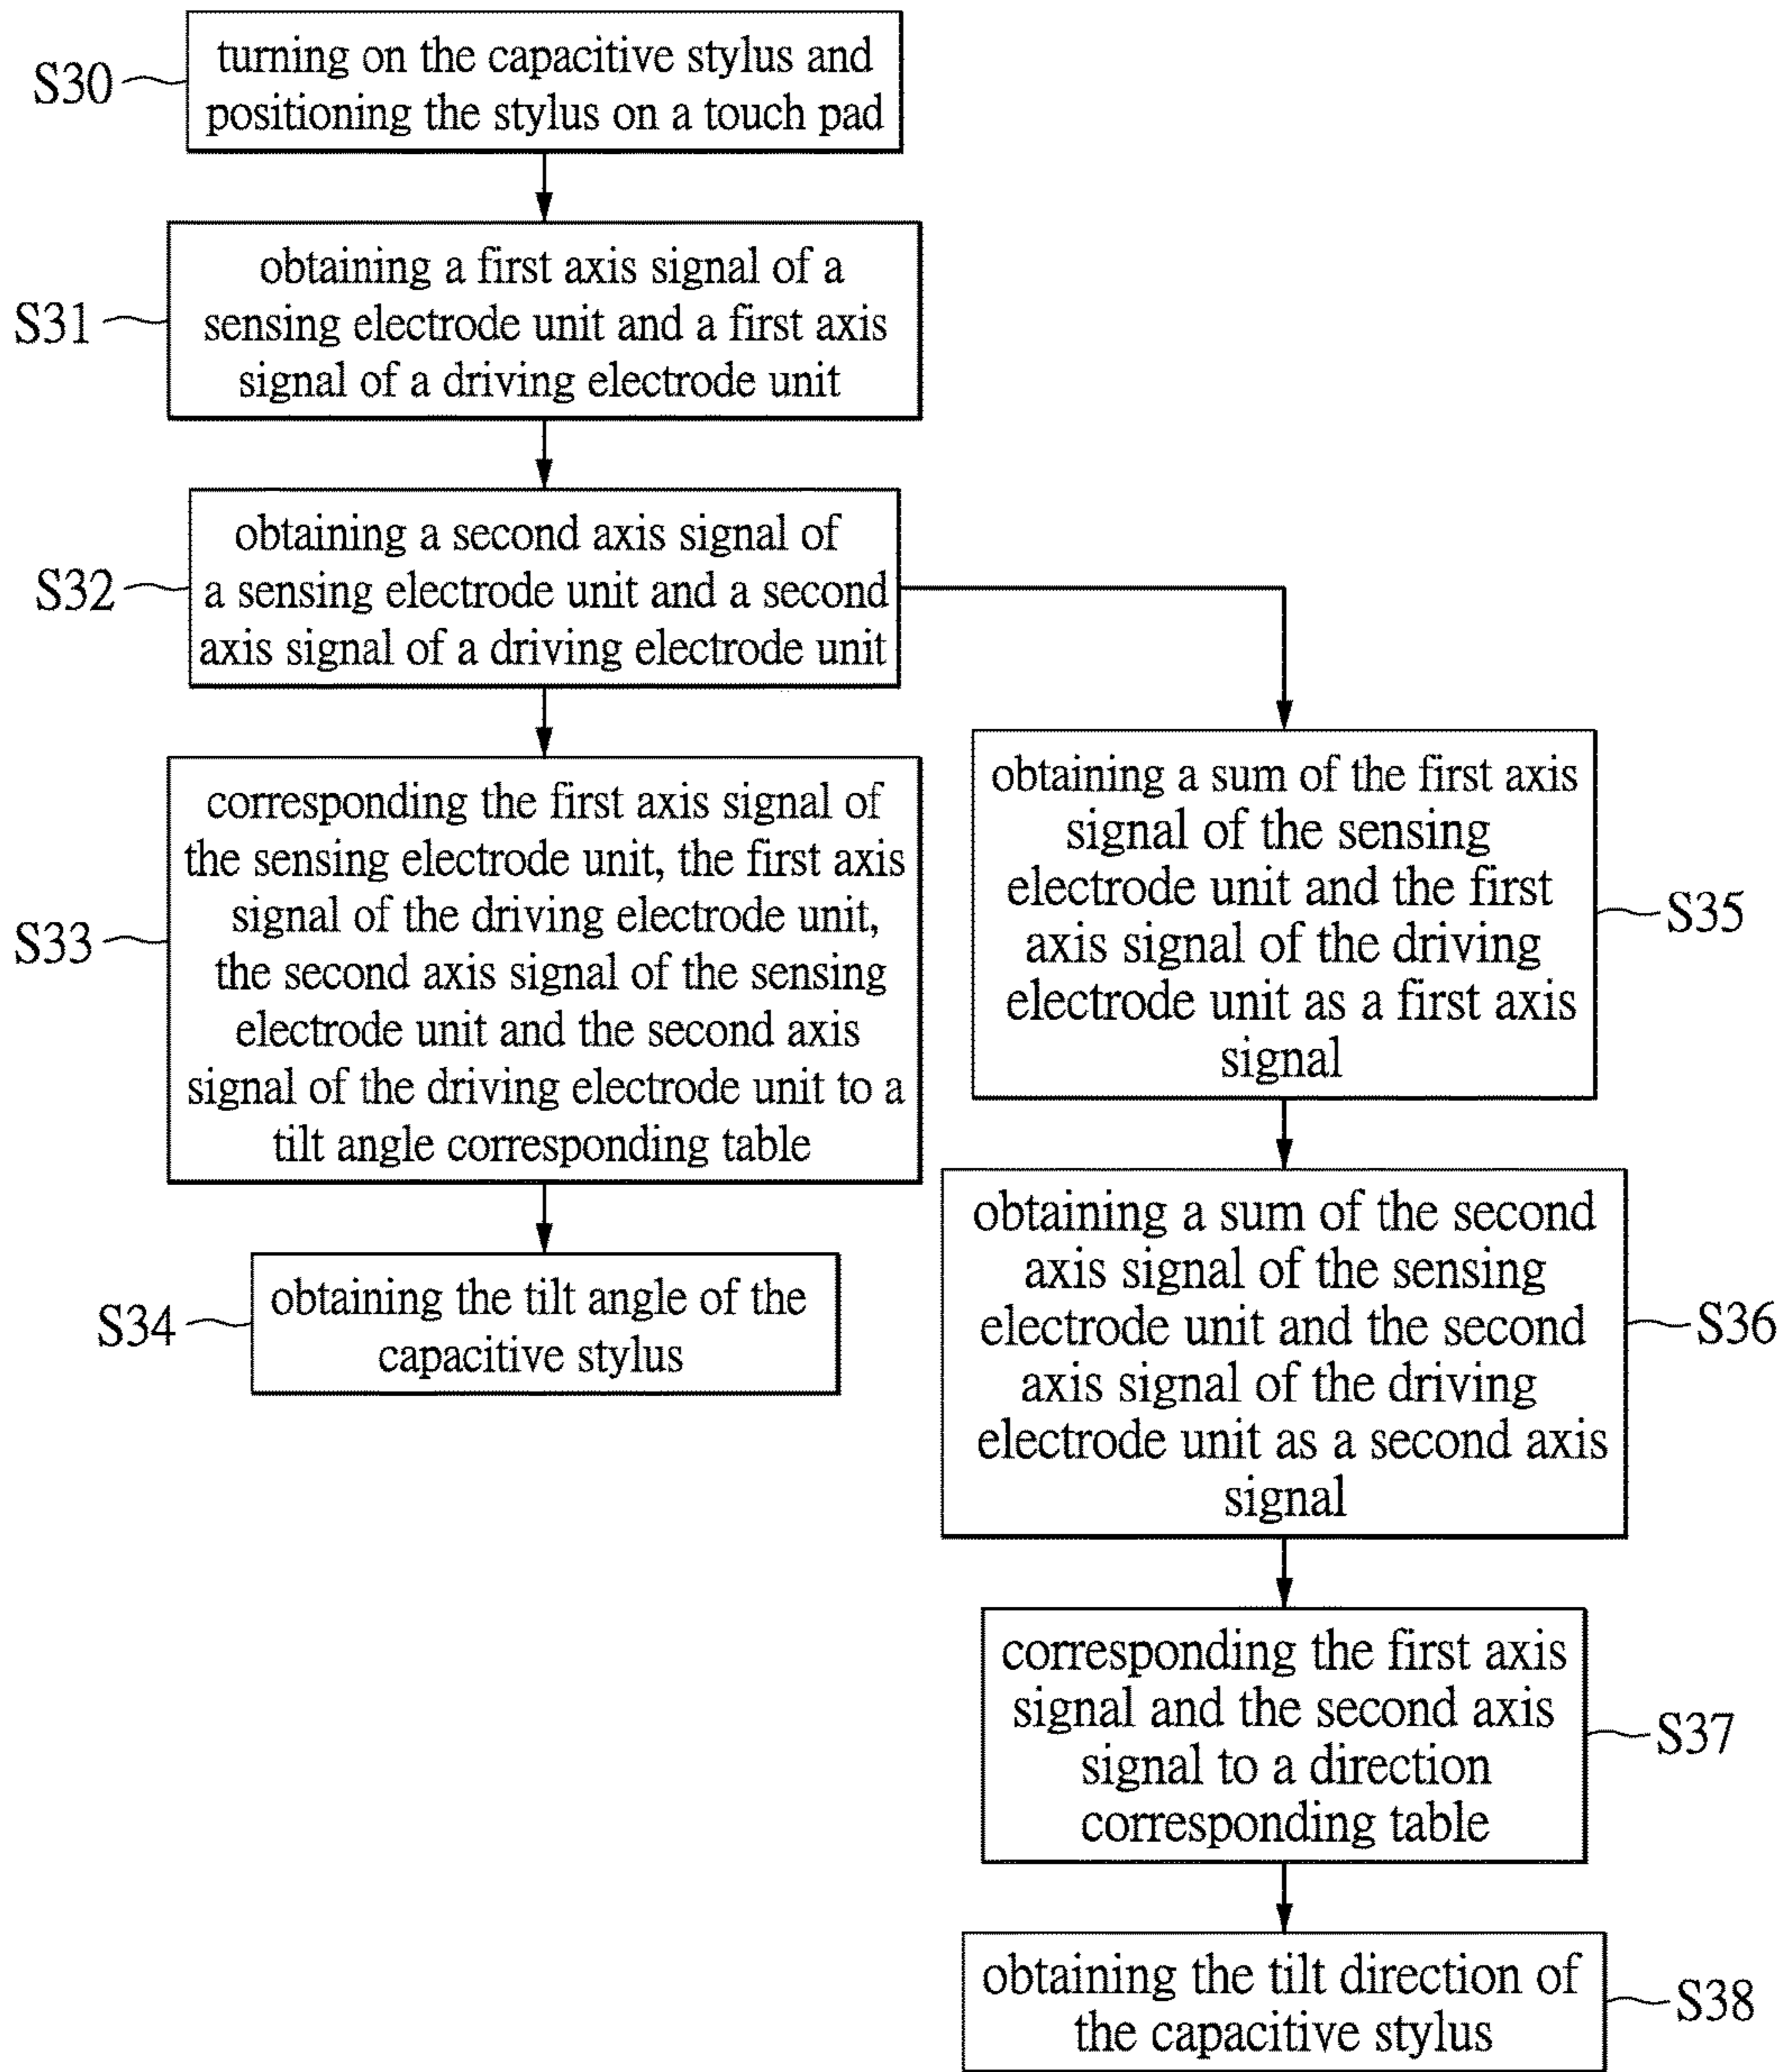 S30
turning on the capacitive stylus and
positioning the stylus on a touch pad
S31
obtaining a first axis signal of a
sensing electrode unit and a first axis
signal of a driving electrode unit
S32
obtaining a second axis signal of
a sensing electrode unit and a second
axis signal of a driving electrode unit
S33
corresponding the first axis signal of
the sensing electrode unit, the first axis
signal of the driving electrode unit,
the second axis signal of the sensing
electrode unit and the second axis
signal of the driving electrode unit to a
tilt angle corresponding table
S34
obtaining the tilt angle of the
capacitive stylus
obtaining a sum of the first axis
signal of the sensing
electrode unit and the first
axis signal of the driving
electrode unit as a first axis
signal
S35
obtaining a sum of the second
axis signal of the sensing
electrode unit and the second
axis signal of the driving
electrode unit as a second axis
signal
S36
corresponding the first axis
signal and the second axis
signal to a direction
corresponding table
S37
obtaining the tilt direction of
the capacitive stylus
S38